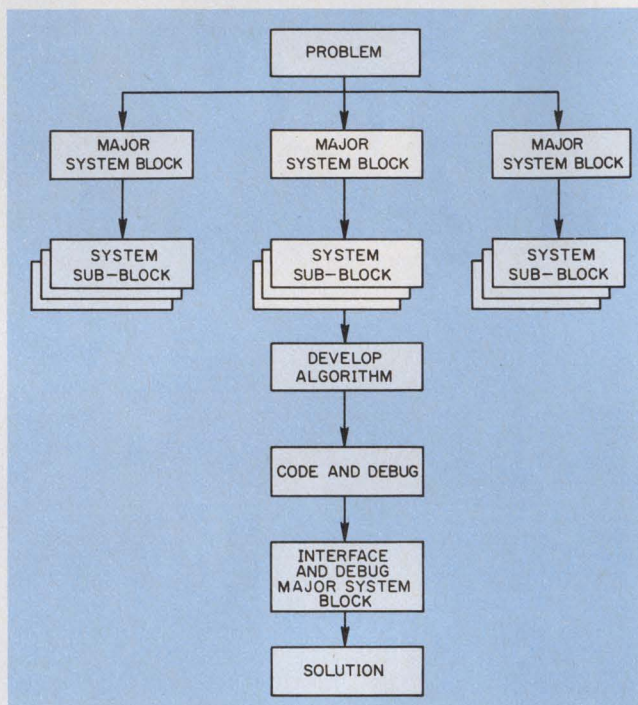 PROBLEM
MAJOR
SYSTEM BLOCK
MAJOR
SYSTEM BLOCK
MAJOR
SYSTEM BLOCK
SYSTEM
SUB-BLOCK
SYSTEM
SUB-BLOCK
SYSTEM
SUB-BLOCK
DEVELOP
ALGORITHM
CODE AND DEBUG
INTERFACE
AND DEBUG
MAJOR SYSTEM
BLOCK
SOLUTION